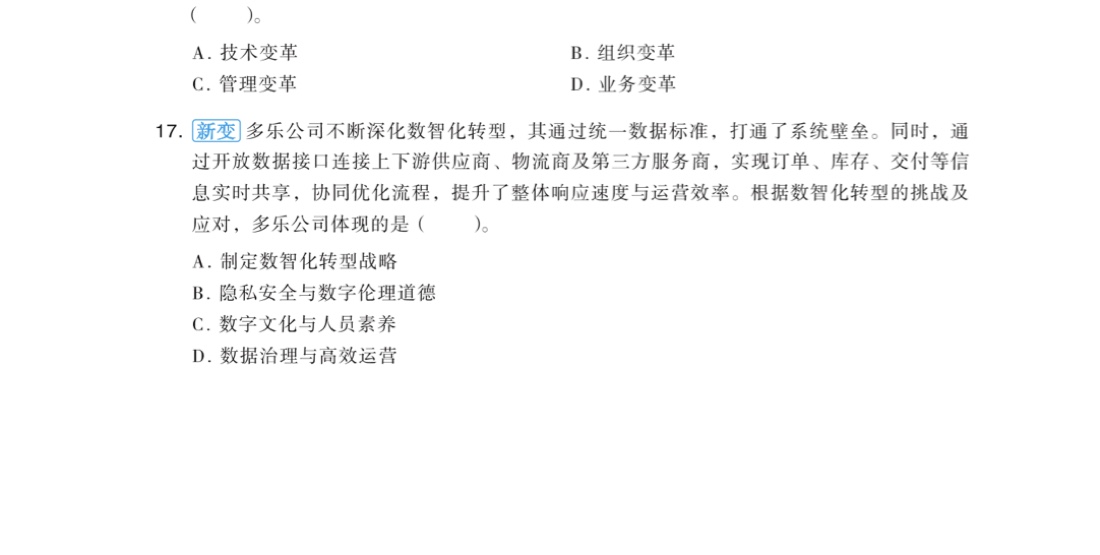 (　　)。
A. 技术变革
B. 组织变革
C. 管理变革
D. 业务变革
17. 新变 多乐公司不断深化数智化转型，其通过统一数据标准，打通了系统壁垒。同时，通
过开放数据接口连接上下游供应商、物流商及第三方服务商，实现订单、库存、交付等信
息实时共享，协同优化流程，提升了整体响应速度与运营效率。根据数智化转型的挑战及
应对，多乐公司体现的是（　　）。
A. 制定数智化转型战略
B. 隐私安全与数字伦理道德
C. 数字文化与人员素养
D. 数据治理与高效运营